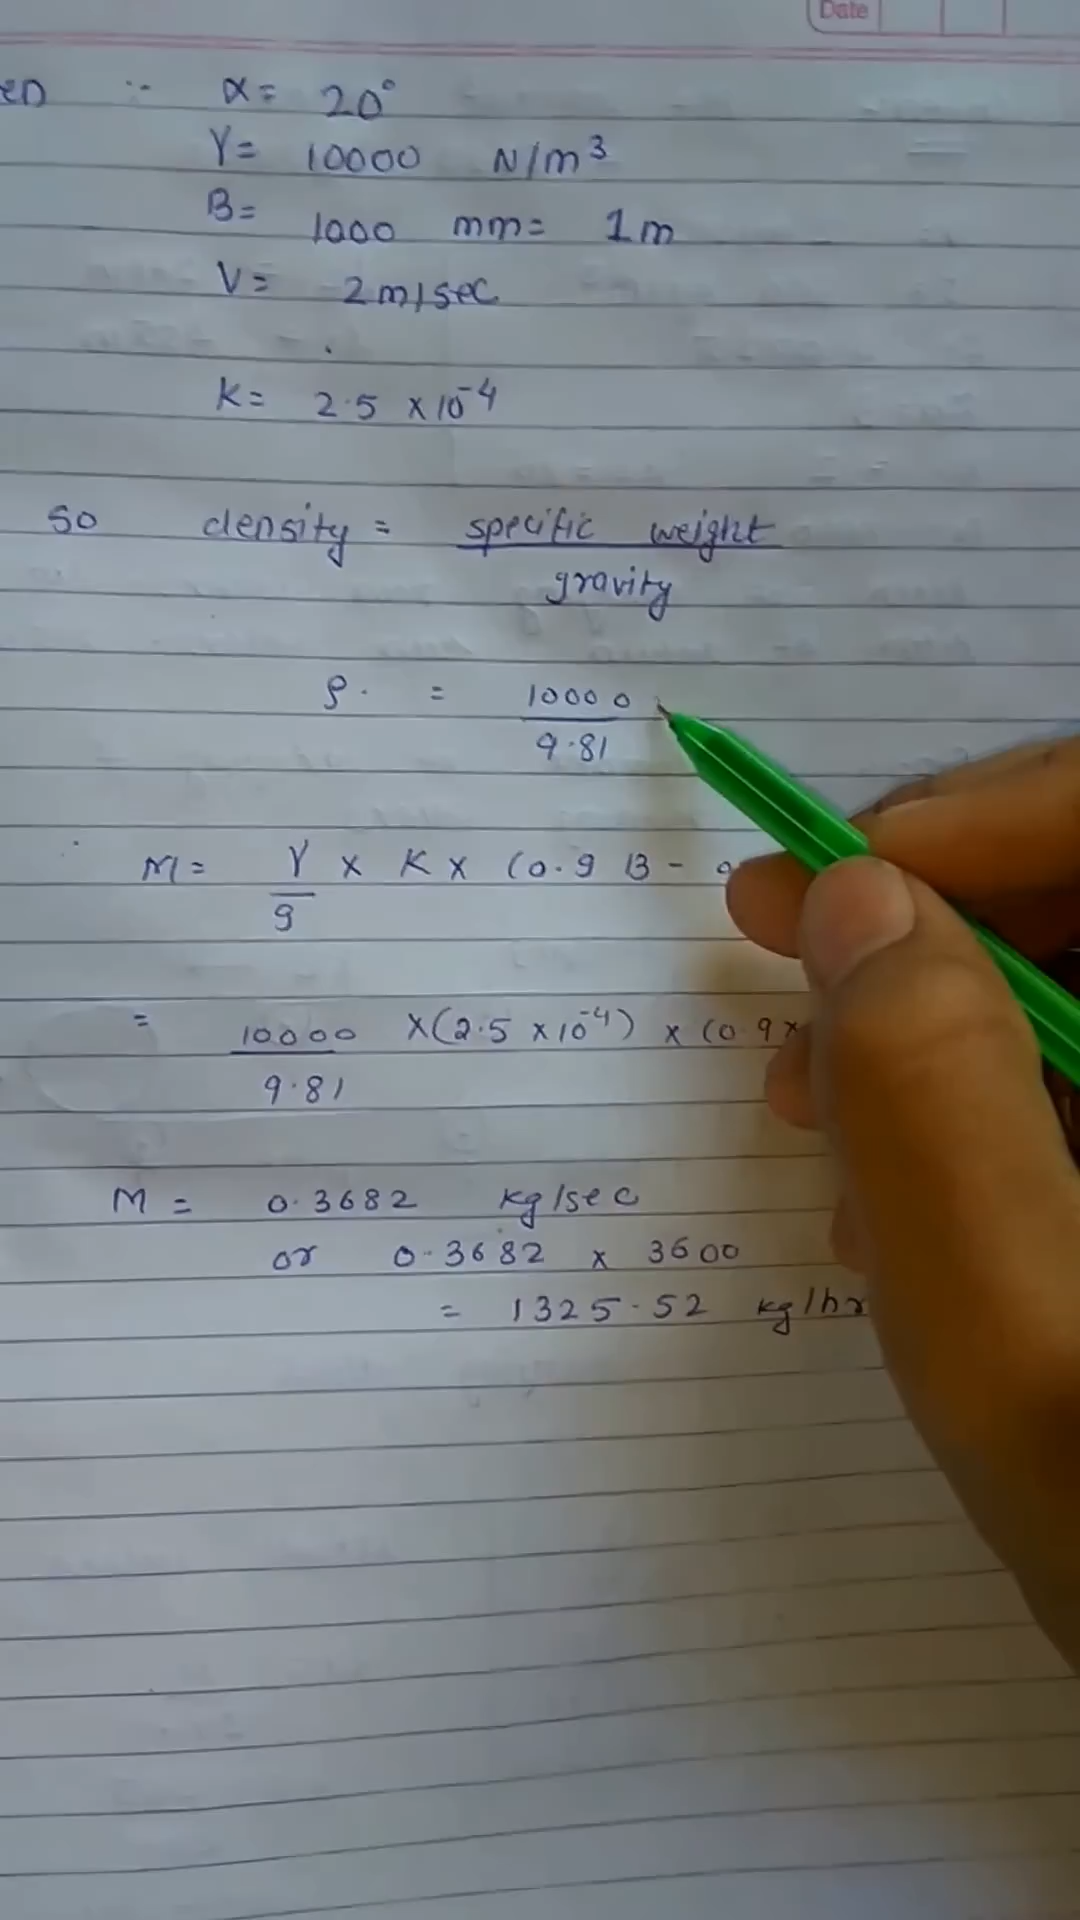 Date
∝= 20°
γ= 10000 N/m³
B= 1000 mm= 1m
V= 2m/sec
K= 2.5 ×10⁻⁴
so density = specific weight
gravity
ρ. = 10000
9.81
M= γ × K × (0.9 B -
g
= 10000 ×(2.5 ×10⁻⁴) × (0.9×
9.81
M = 0.3682 kg/sec
or 0.3682 × 3600
= 1325.52 kg/hr